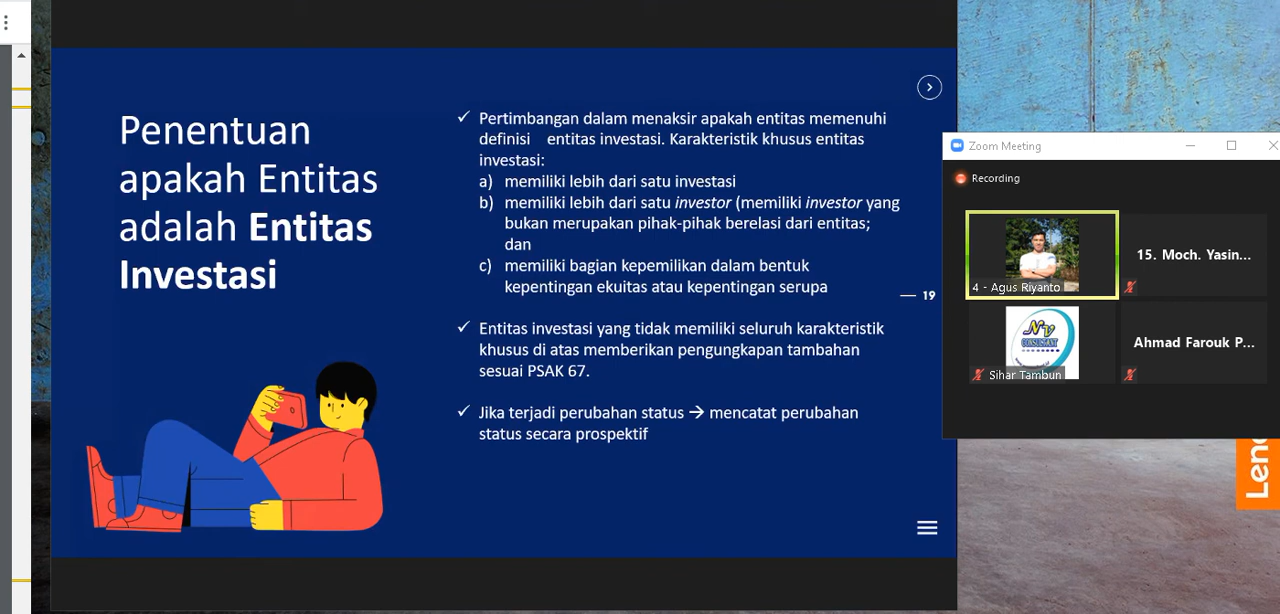 Penentuan
apakah Entitas
adalah Entitas
Investasi
✓ Pertimbangan dalam menaksir apakah entitas memenuhi
definisi entitas investasi. Karakteristik khusus entitas
investasi:
a) memiliki lebih dari satu investasi
b) memiliki lebih dari satu investor (memiliki investor yang
bukan merupakan pihak-pihak berelasi dari entitas;
dan
c) memiliki bagian kepemilikan dalam bentuk
kepentingan ekuitas atau kepentingan serupa
19
✓ Entitas investasi yang tidak memiliki seluruh karakteristik
khusus di atas memberikan pengungkapan tambahan
sesuai PSAK 67.
✓ Jika terjadi perubahan status → mencatat perubahan
status secara prospektif
Zoom Meeting
Recording
4 - Agus Riyanto
15. Moch. Yasin...
NV
CONSULTANT
Sihar Tambun
Ahmad Farouk P...
Leno